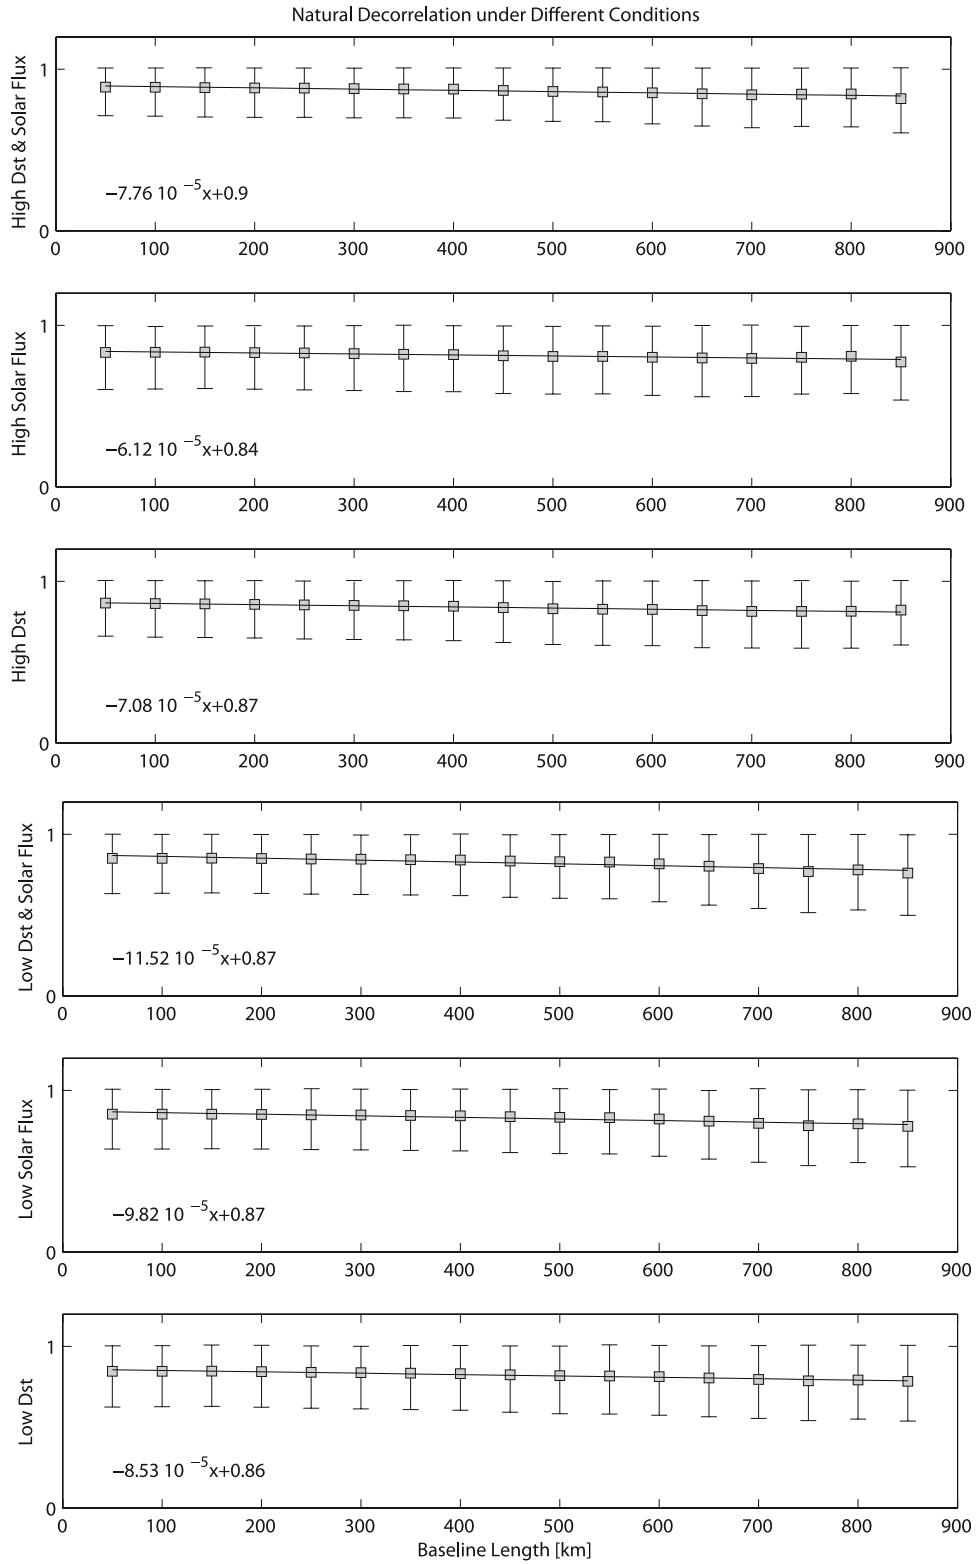 Natural Decorrelation under Different Conditions
High Dst & Solar Flux
1
0
−7.76 10 −5x+0.9
0 100 200 300 400 500 600 700 800 900
High Solar Flux
1
0
−6.12 10 −5x+0.84
0 100 200 300 400 500 600 700 800 900
High Dst
1
0
−7.08 10 −5x+0.87
0 100 200 300 400 500 600 700 800 900
Low Dst & Solar Flux
1
0
−11.52 10 −5x+0.87
0 100 200 300 400 500 600 700 800 900
Low Solar Flux
1
0
−9.82 10 −5x+0.87
0 100 200 300 400 500 600 700 800 900
Low Dst
1
0
−8.53 10 −5x+0.86
0 100 200 300 400 500 600 700 800 900
Baseline Length [km]